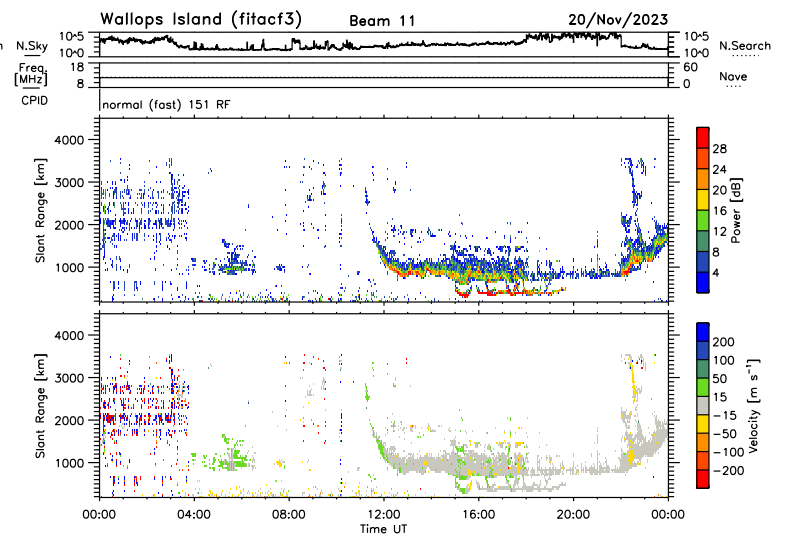 Wallops Island (fitacf3) Beam 11 20/Nov/2023
N.Sky 10^5 10^0 10^5 10^0 N.Search
Freq. [MHz] 18 8 60 0 Nave
CPID normal (fast) 151 RF
Slant Range [km]
4000
3000
2000
1000
28
24
20
16
12
8
4
Power [dB]
Slant Range [km]
4000
3000
2000
1000
200
100
50
15
-15
-50
-100
-200
Velocity [m s⁻¹]
00:00 04:00 08:00 12:00 16:00 20:00 00:00
Time UT